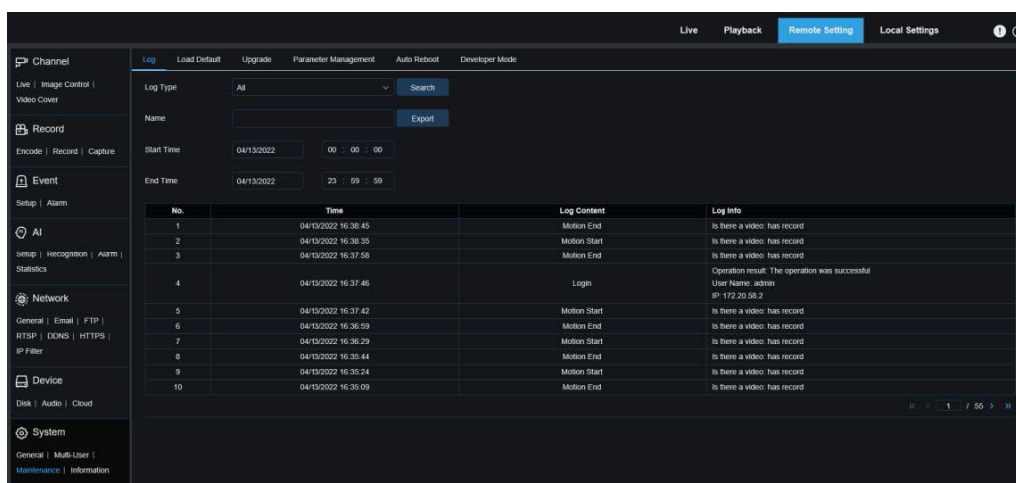 Live Playback Remote Setting Local Settings
Channel
Live | Image Control |
Video Cover
Record
Encode | Record | Capture
Event
Setup | Alarm
AI
Setup | Recognition | Alarm |
Statistics
Network
General | Email | FTP |
RTSP | DDNS | HTTPS |
IP Filter
Device
Disk | Audio | Cloud
System
General | Multi-User |
Maintenance | Information
Log Load Default Upgrade Parameter Management Auto Reboot Developer Mode
Log Type All Search
Name Export
Start Time 04/13/2022 00 : 00 : 00
End Time 04/13/2022 23 : 59 : 59
No. Time Log Content Log Info
1 04/13/2022 16:38:45 Motion End Is there a video: has record
2 04/13/2022 16:38:35 Motion Start Is there a video: has record
3 04/13/2022 16:37:58 Motion End Is there a video: has record
4 04/13/2022 16:37:46 Login Operation result: The operation was successful
User Name: admin
IP: 172.20.58.2
5 04/13/2022 16:37:42 Motion Start Is there a video: has record
6 04/13/2022 16:36:59 Motion End Is there a video: has record
7 04/13/2022 16:36:29 Motion Start Is there a video: has record
8 04/13/2022 16:35:44 Motion End Is there a video: has record
9 04/13/2022 16:35:24 Motion Start Is there a video: has record
10 04/13/2022 16:35:09 Motion End Is there a video: has record
1 / 55